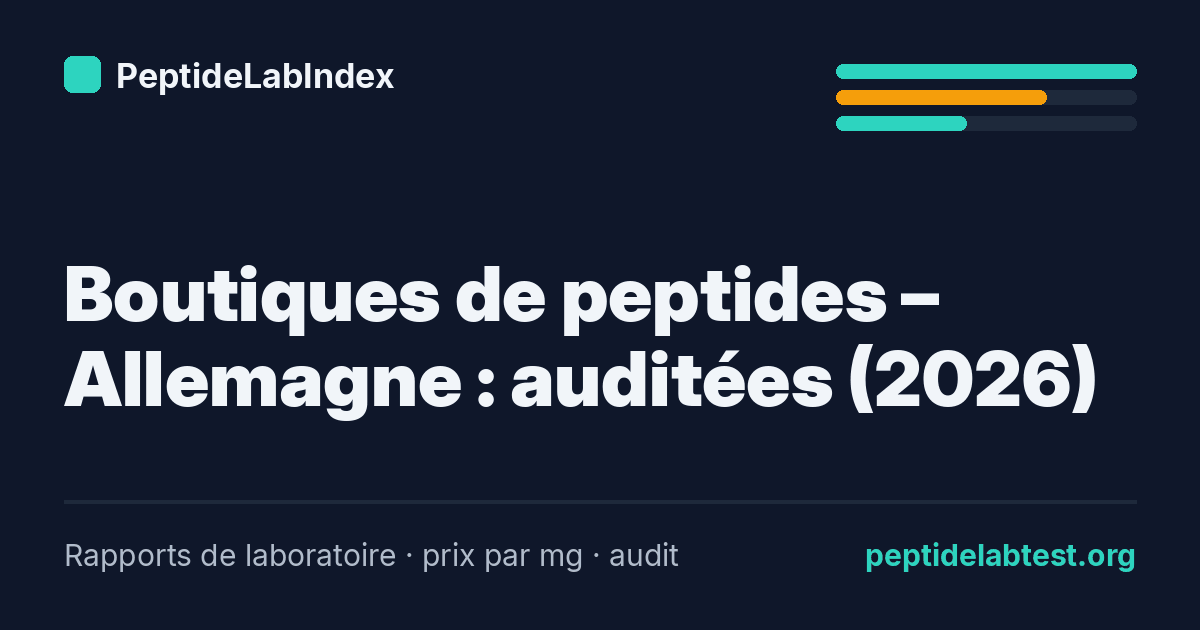 PeptideLabIndex
Boutiques de peptides –
Allemagne : auditées (2026)
Rapports de laboratoire · prix par mg · audit
peptidelabtest.org